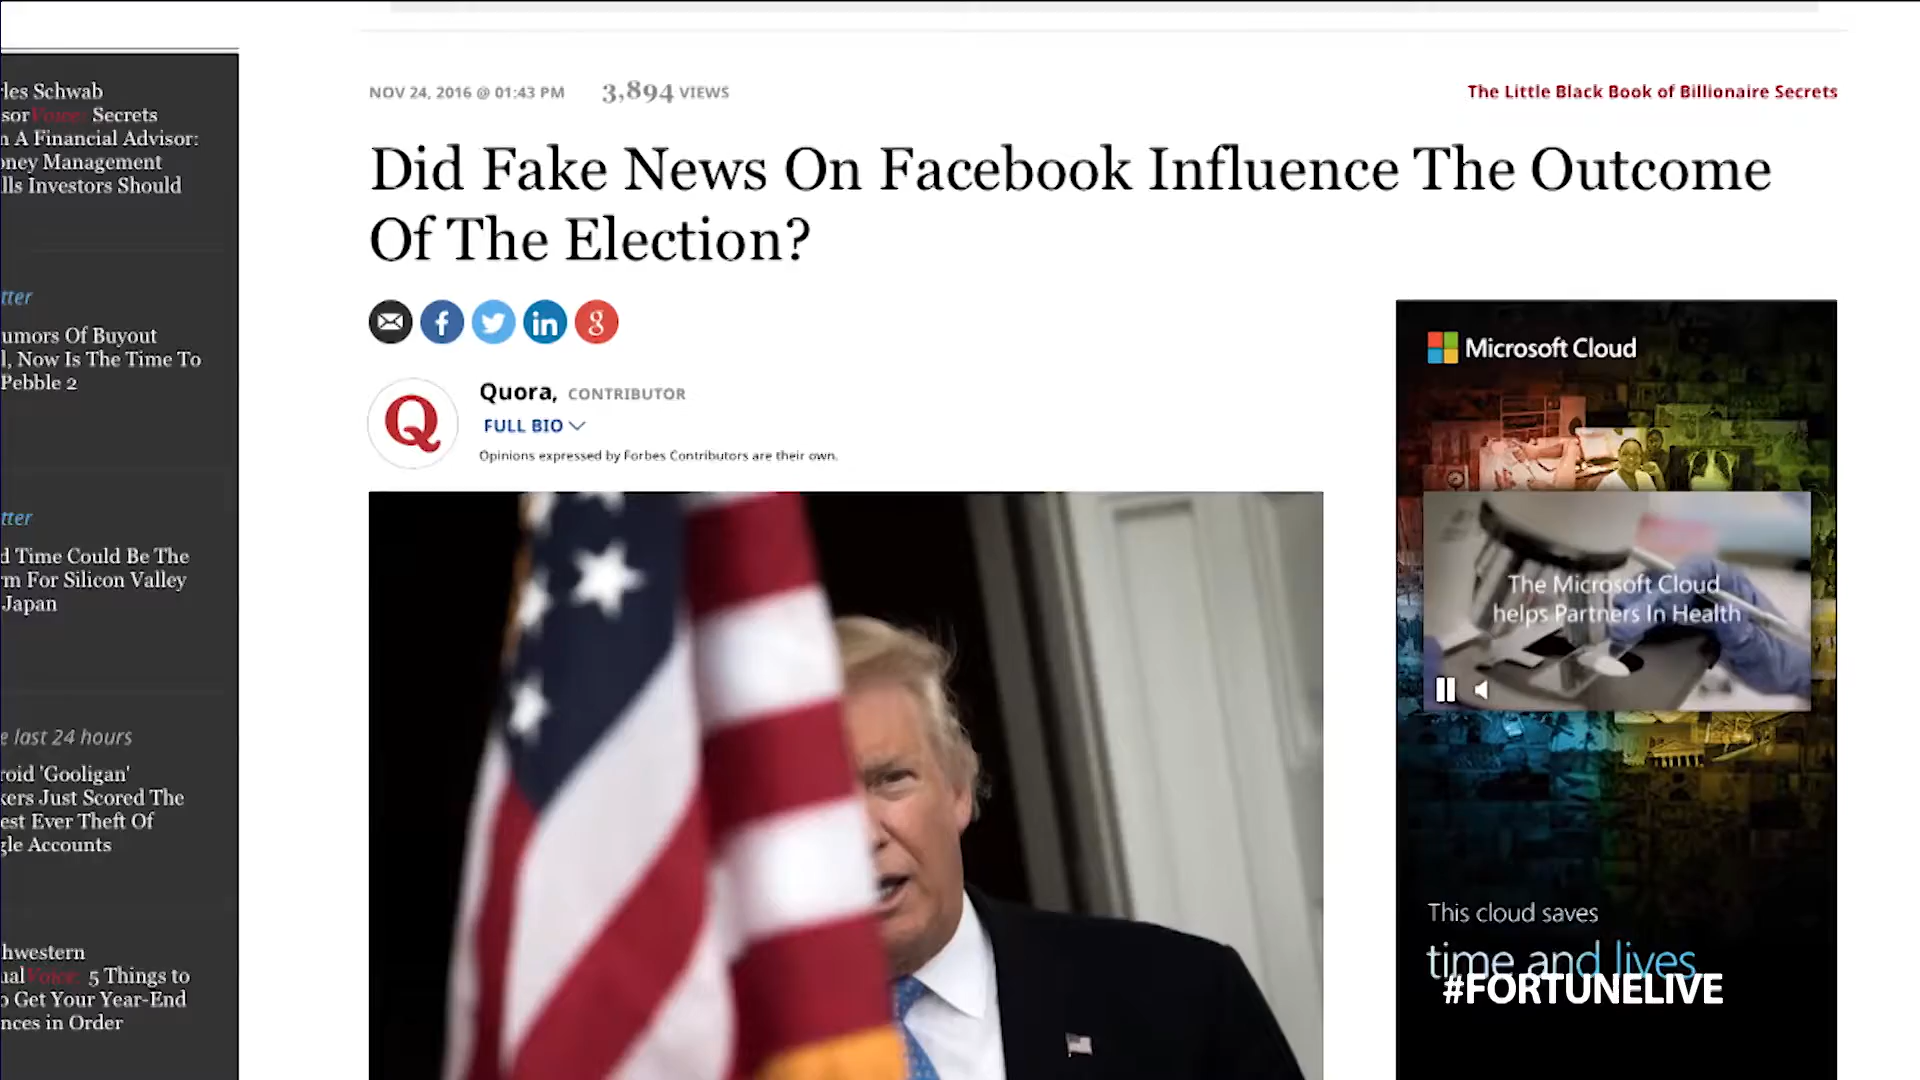 rles Schwab
sorVoice: Secrets
n A Financial Advisor:
oney Management
lls Investors Should
tter
umors Of Buyout
l, Now Is The Time To
Pebble 2
tter
d Time Could Be The
rm For Silicon Valley
Japan
e last 24 hours
roid 'Gooligan'
kers Just Scored The
est Ever Theft Of
gle Accounts
hwestern
ualVoice: 5 Things to
o Get Your Year-End
nces in Order
NOV 24, 2016 @ 01:43 PM 3,894 VIEWS
The Little Black Book of Billionaire Secrets
Did Fake News On Facebook Influence The Outcome
Of The Election?
Quora, CONTRIBUTOR
FULL BIO
Opinions expressed by Forbes Contributors are their own.
Microsoft Cloud
The Microsoft Cloud
helps Partners In Health
This cloud saves
time and lives
#FORTUNELIVE